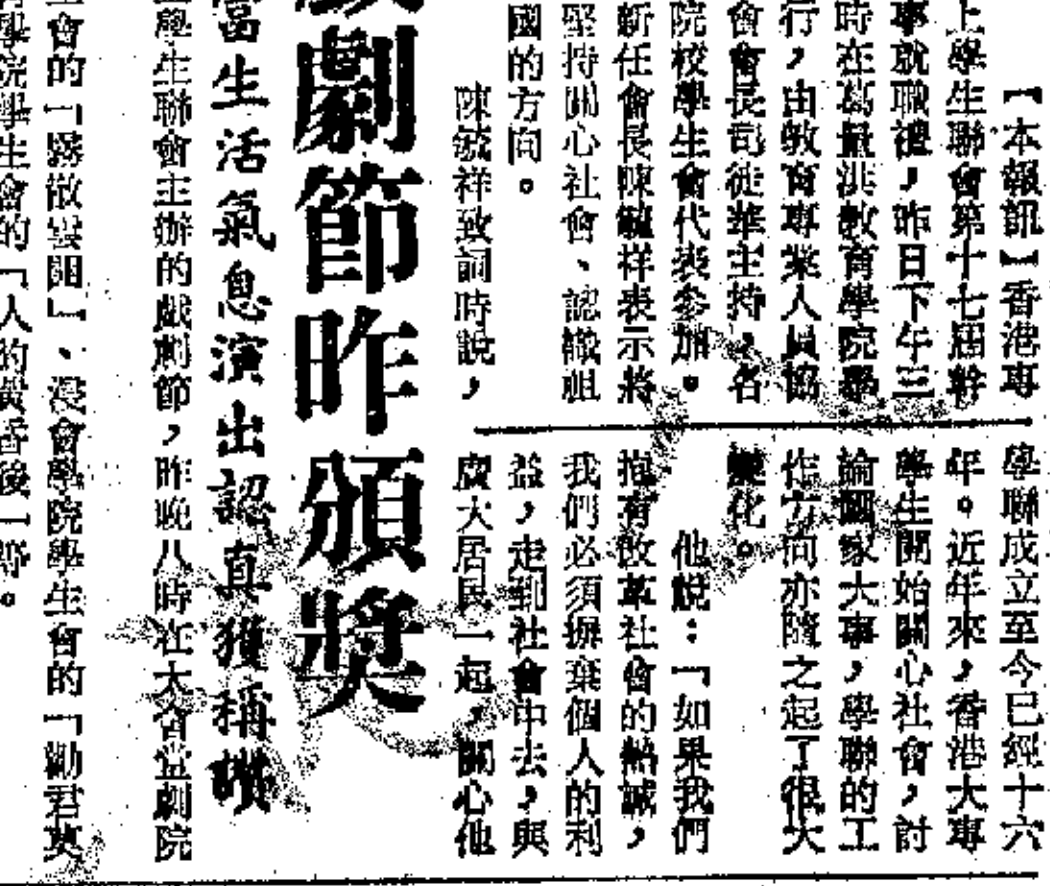 【本報訊】香港專
上學生聯會第十七屆幹
事就職禮，昨日下午三
時在葛量洪教育學院舉
行，由教育專業人員協
會會長司徒華主持，各
院校學生會代表參加。
新任會長陳毓祥表示將
堅持關心社會、認識祖
國的方向。
陳毓祥致詞時說，
學聯成立至今已經十六
年。近年來，香港大專
學生開始關心社會，討
論國家大事，學聯的工
作方向亦隨之起了很大
變化。
他說：「如果我們
抱有改革社會的熱誠，
我們必須摒棄個人的利
益，走到社會中去，與
廣大居民一起，關心他
劇節昨頒獎
富生活氣息演出認真獲稱讚
學生聯會主辦的戲劇節，昨晚八時在大會堂劇院
會的「霧散雲開」、浸會學院學生會的「勸君莫
學院學生會的「人約黃昏後」等。